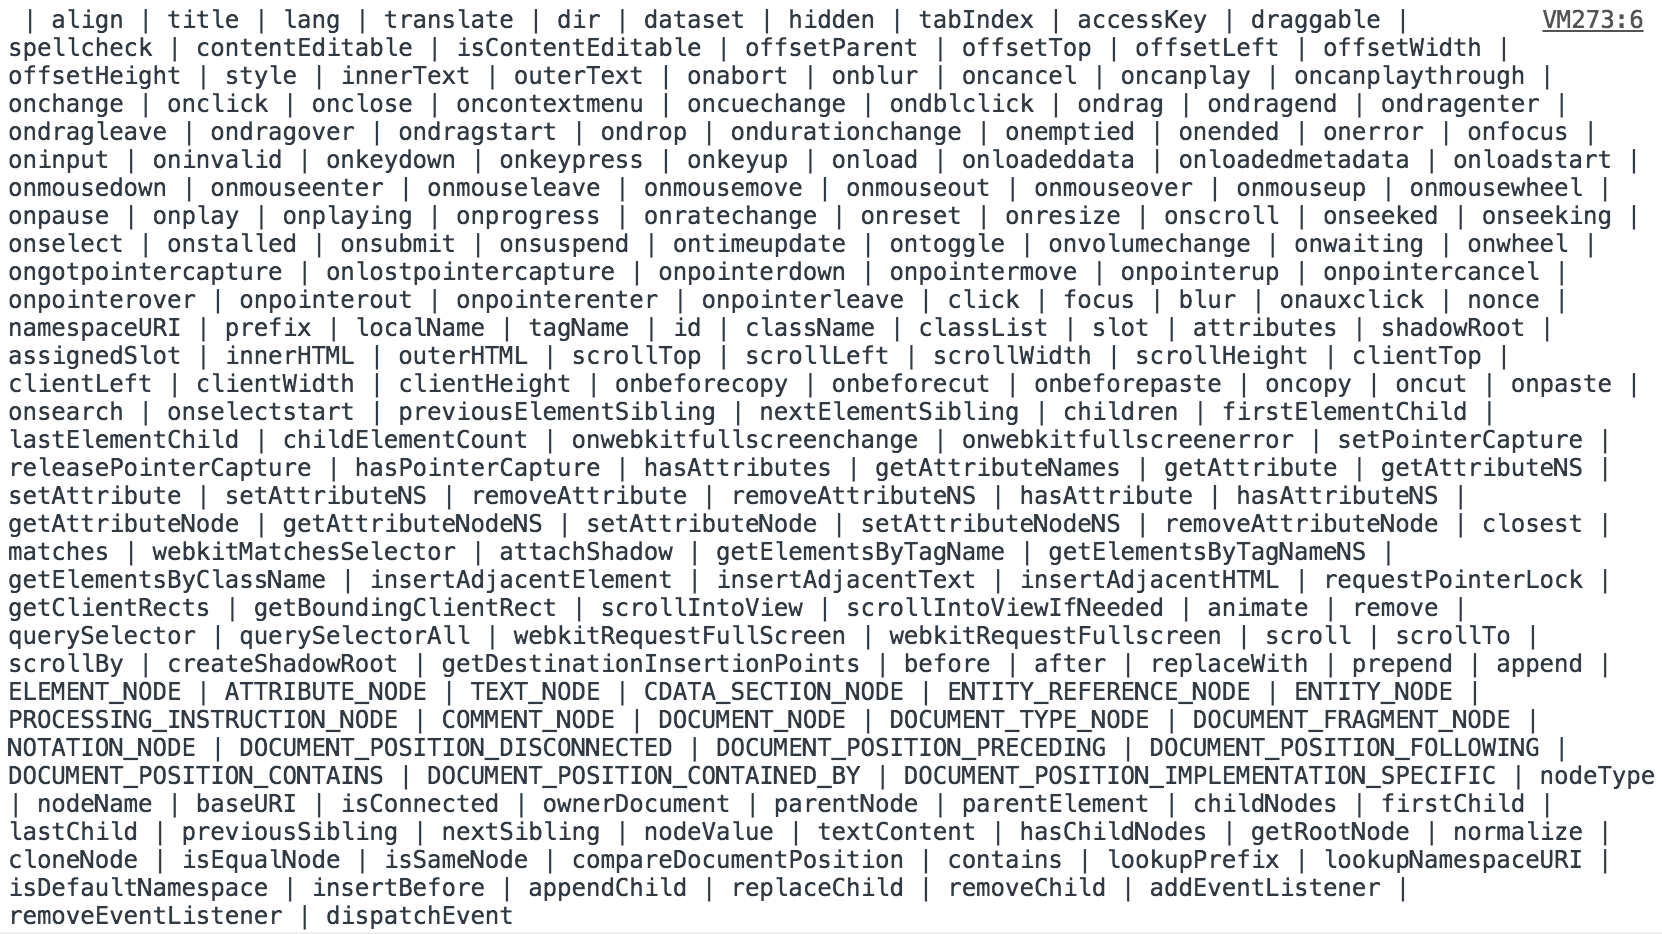 | align | title | lang | translate | dir | dataset | hidden | tabIndex | accessKey | draggable | VM273:6
spellcheck | contentEditable | isContentEditable | offsetParent | offsetTop | offsetLeft | offsetWidth |
offsetHeight | style | innerText | outerText | onabort | onblur | oncancel | oncanplay | oncanplaythrough |
onchange | onclick | onclose | oncontextmenu | oncuechange | ondblclick | ondrag | ondragend | ondragenter |
ondragleave | ondragover | ondragstart | ondrop | ondurationchange | onemptied | onended | onerror | onfocus |
oninput | oninvalid | onkeydown | onkeypress | onkeyup | onload | onloadeddata | onloadedmetadata | onloadstart |
onmousedown | onmouseenter | onmouseleave | onmousemove | onmouseout | onmouseover | onmouseup | onmousewheel |
onpause | onplay | onplaying | onprogress | onratechange | onreset | onresize | onscroll | onseeked | onseeking |
onselect | onstalled | onsubmit | onsuspend | ontimeupdate | ontoggle | onvolumechange | onwaiting | onwheel |
ongotpointercapture | onlostpointercapture | onpointerdown | onpointermove | onpointerup | onpointercancel |
onpointerover | onpointerout | onpointerenter | onpointerleave | click | focus | blur | onauxclick | nonce |
namespaceURI | prefix | localName | tagName | id | className | classList | slot | attributes | shadowRoot |
assignedSlot | innerHTML | outerHTML | scrollTop | scrollLeft | scrollWidth | scrollHeight | clientTop |
clientLeft | clientWidth | clientHeight | onbeforecopy | onbeforecut | onbeforepaste | oncopy | oncut | onpaste |
onsearch | onselectstart | previousElementSibling | nextElementSibling | children | firstElementChild |
lastElementChild | childElementCount | onwebkitfullscreenchange | onwebkitfullscreenerror | setPointerCapture |
releasePointerCapture | hasPointerCapture | hasAttributes | getAttributeNames | getAttribute | getAttributeNS |
setAttribute | setAttributeNS | removeAttribute | removeAttributeNS | hasAttribute | hasAttributeNS |
getAttributeNode | getAttributeNodeNS | setAttributeNode | setAttributeNodeNS | removeAttributeNode | closest |
matches | webkitMatchesSelector | attachShadow | getElementsByTagName | getElementsByTagNameNS |
getElementsByClassName | insertAdjacentElement | insertAdjacentText | insertAdjacentHTML | requestPointerLock |
getClientRects | getBoundingClientRect | scrollIntoView | scrollIntoViewIfNeeded | animate | remove |
querySelector | querySelectorAll | webkitRequestFullScreen | webkitRequestFullscreen | scroll | scrollTo |
scrollBy | createShadowRoot | getDestinationInsertionPoints | before | after | replaceWith | prepend | append |
ELEMENT_NODE | ATTRIBUTE_NODE | TEXT_NODE | CDATA_SECTION_NODE | ENTITY_REFERENCE_NODE | ENTITY_NODE |
PROCESSING_INSTRUCTION_NODE | COMMENT_NODE | DOCUMENT_NODE | DOCUMENT_TYPE_NODE | DOCUMENT_FRAGMENT_NODE |
NOTATION_NODE | DOCUMENT_POSITION_DISCONNECTED | DOCUMENT_POSITION_PRECEDING | DOCUMENT_POSITION_FOLLOWING |
DOCUMENT_POSITION_CONTAINS | DOCUMENT_POSITION_CONTAINED_BY | DOCUMENT_POSITION_IMPLEMENTATION_SPECIFIC | nodeType
| nodeName | baseURI | isConnected | ownerDocument | parentNode | parentElement | childNodes | firstChild |
lastChild | previousSibling | nextSibling | nodeValue | textContent | hasChildNodes | getRootNode | normalize |
cloneNode | isEqualNode | isSameNode | compareDocumentPosition | contains | lookupPrefix | lookupNamespaceURI |
isDefaultNamespace | insertBefore | appendChild | replaceChild | removeChild | addEventListener |
removeEventListener | dispatchEvent